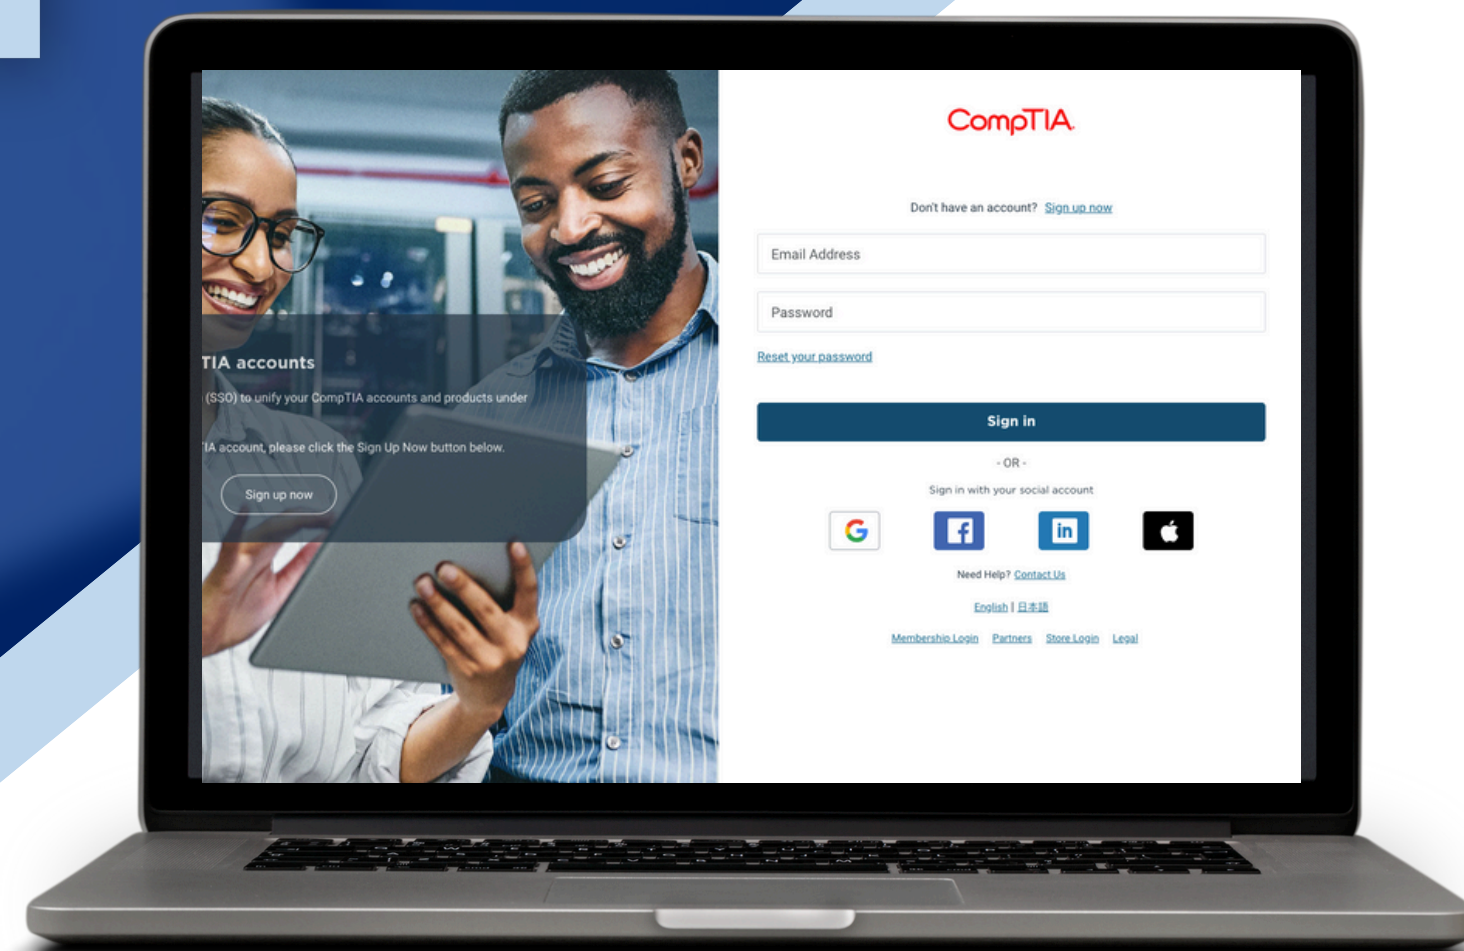 TIA accounts
(SSO) to unify your CompTIA accounts and products under
TIA account, please click the Sign Up Now button below.
Sign up now
CompTIA.
Don't have an account? Sign up now
Email Address
Password
Reset your password
Sign in
- OR -
Sign in with your social account
G f in
Need Help? Contact Us
English | 日本語
Membership Login Partners Store Login Legal